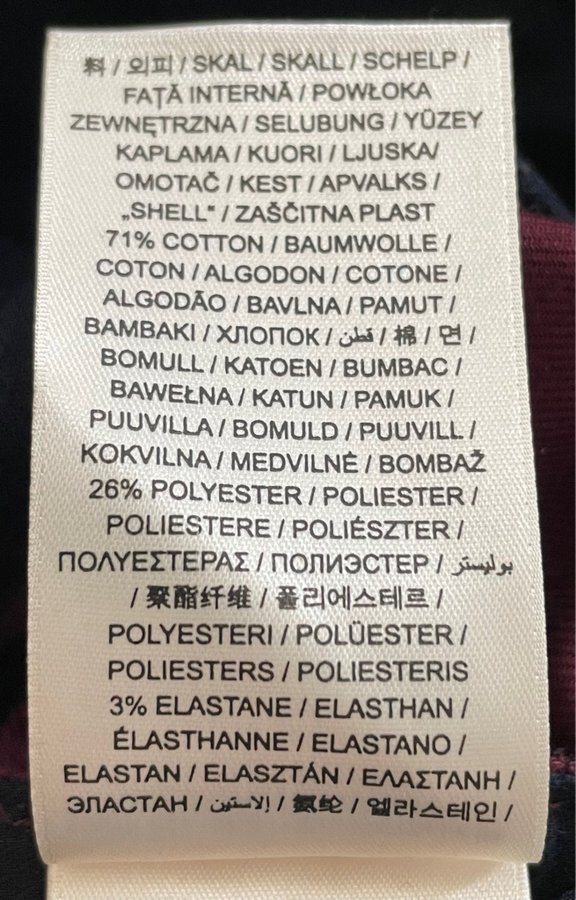 料 / 외피 / SKAL / SKALL / SCHELP /
FAȚĂ INTERNĂ / POWŁOKA
ZEWNĘTRZNA / SELUBUNG / YÜZEY
KAPLAMA / KUORI / LJUSKA/
OMOTAČ / KEST / APVALKS /
„SHELL“ / ZAŠČITNA PLAST
71% COTTON / BAUMWOLLE /
COTON / ALGODON / COTONE /
ALGODÃO / BAVLNA / PAMUT /
BAMBAKI / ХЛОПОК / قطن / 棉 / 면 /
BOMULL / KATOEN / BUMBAC /
BAWEŁNA / KATUN / PAMUK /
PUUVILLA / BOMULD / PUUVILL /
KOKVILNA / MEDVILNĖ / BOMBAŽ
26% POLYESTER / POLIESTER /
POLIESTERE / POLIÉSZTER /
ΠΟΛΥΕΣΤΕΡΑΣ / ПОЛИЭСТЕР / بوليستر
/ 聚酯纤维 / 폴리에스테르 /
POLYESTERI / POLÜESTER /
POLIESTERS / POLIESTERIS
3% ELASTANE / ELASTHAN /
ÉLASTHANNE / ELASTANO /
ELASTAN / ELASZTÁN / ΕΛΑΣΤΑΝΗ /
ЭЛАСТАН / إلاستين / 氨纶 / 엘라스테인 /